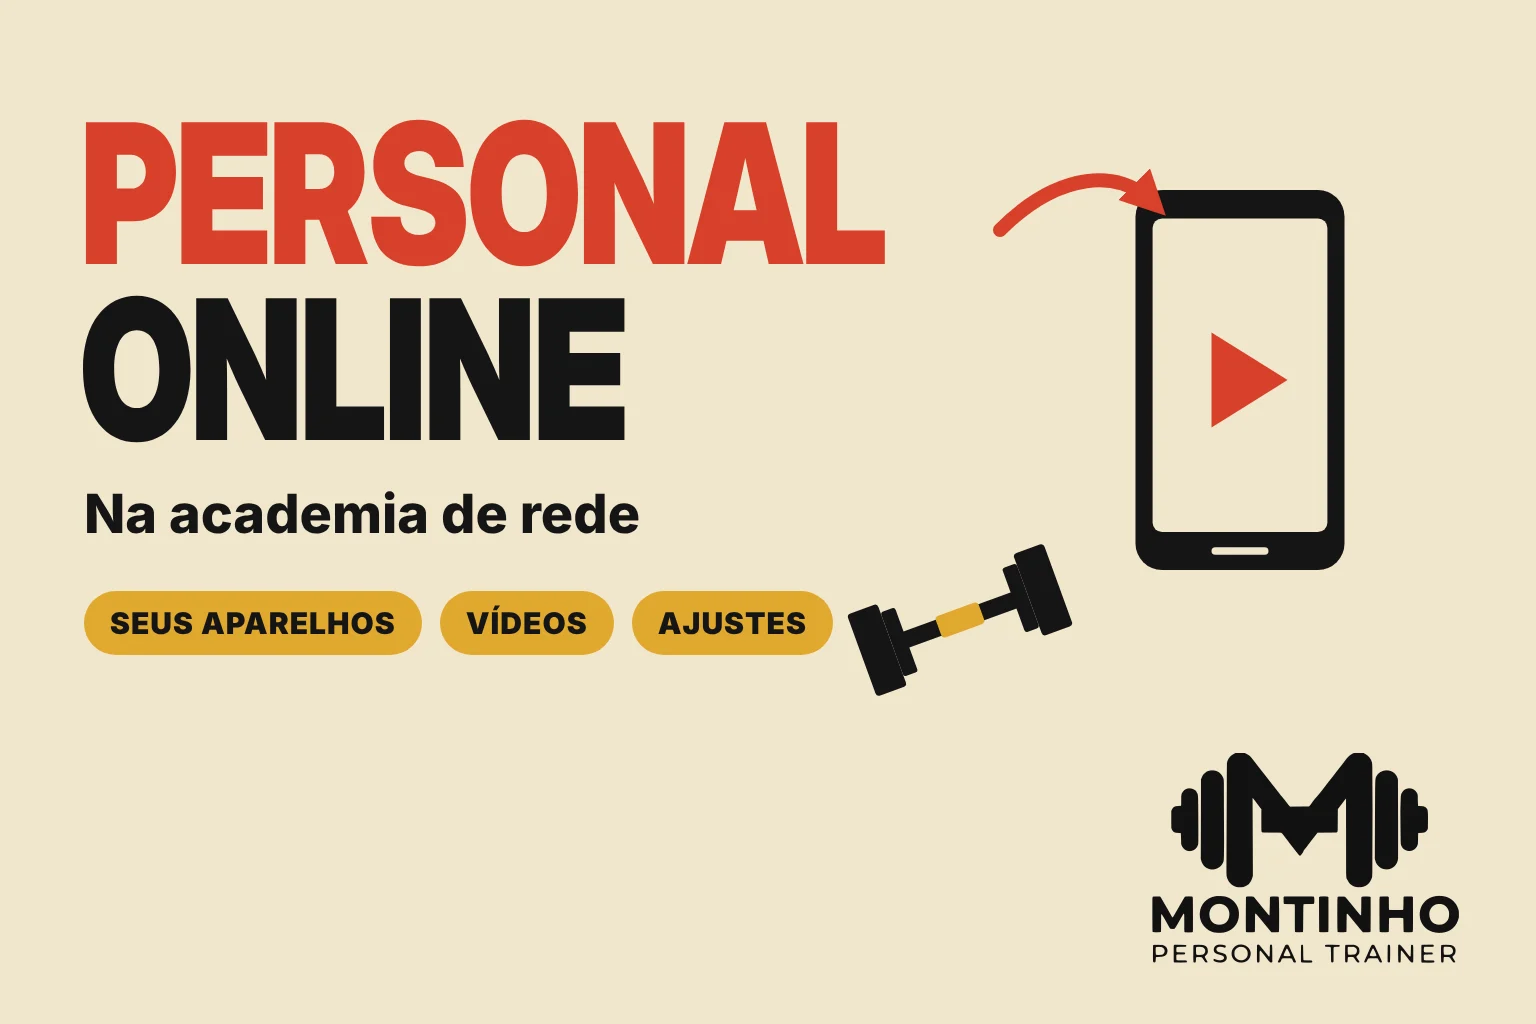 PERSONAL
ONLINE
Na academia de rede
SEUS APARELHOS VÍDEOS AJUSTES
MONTINHO
PERSONAL TRAINER